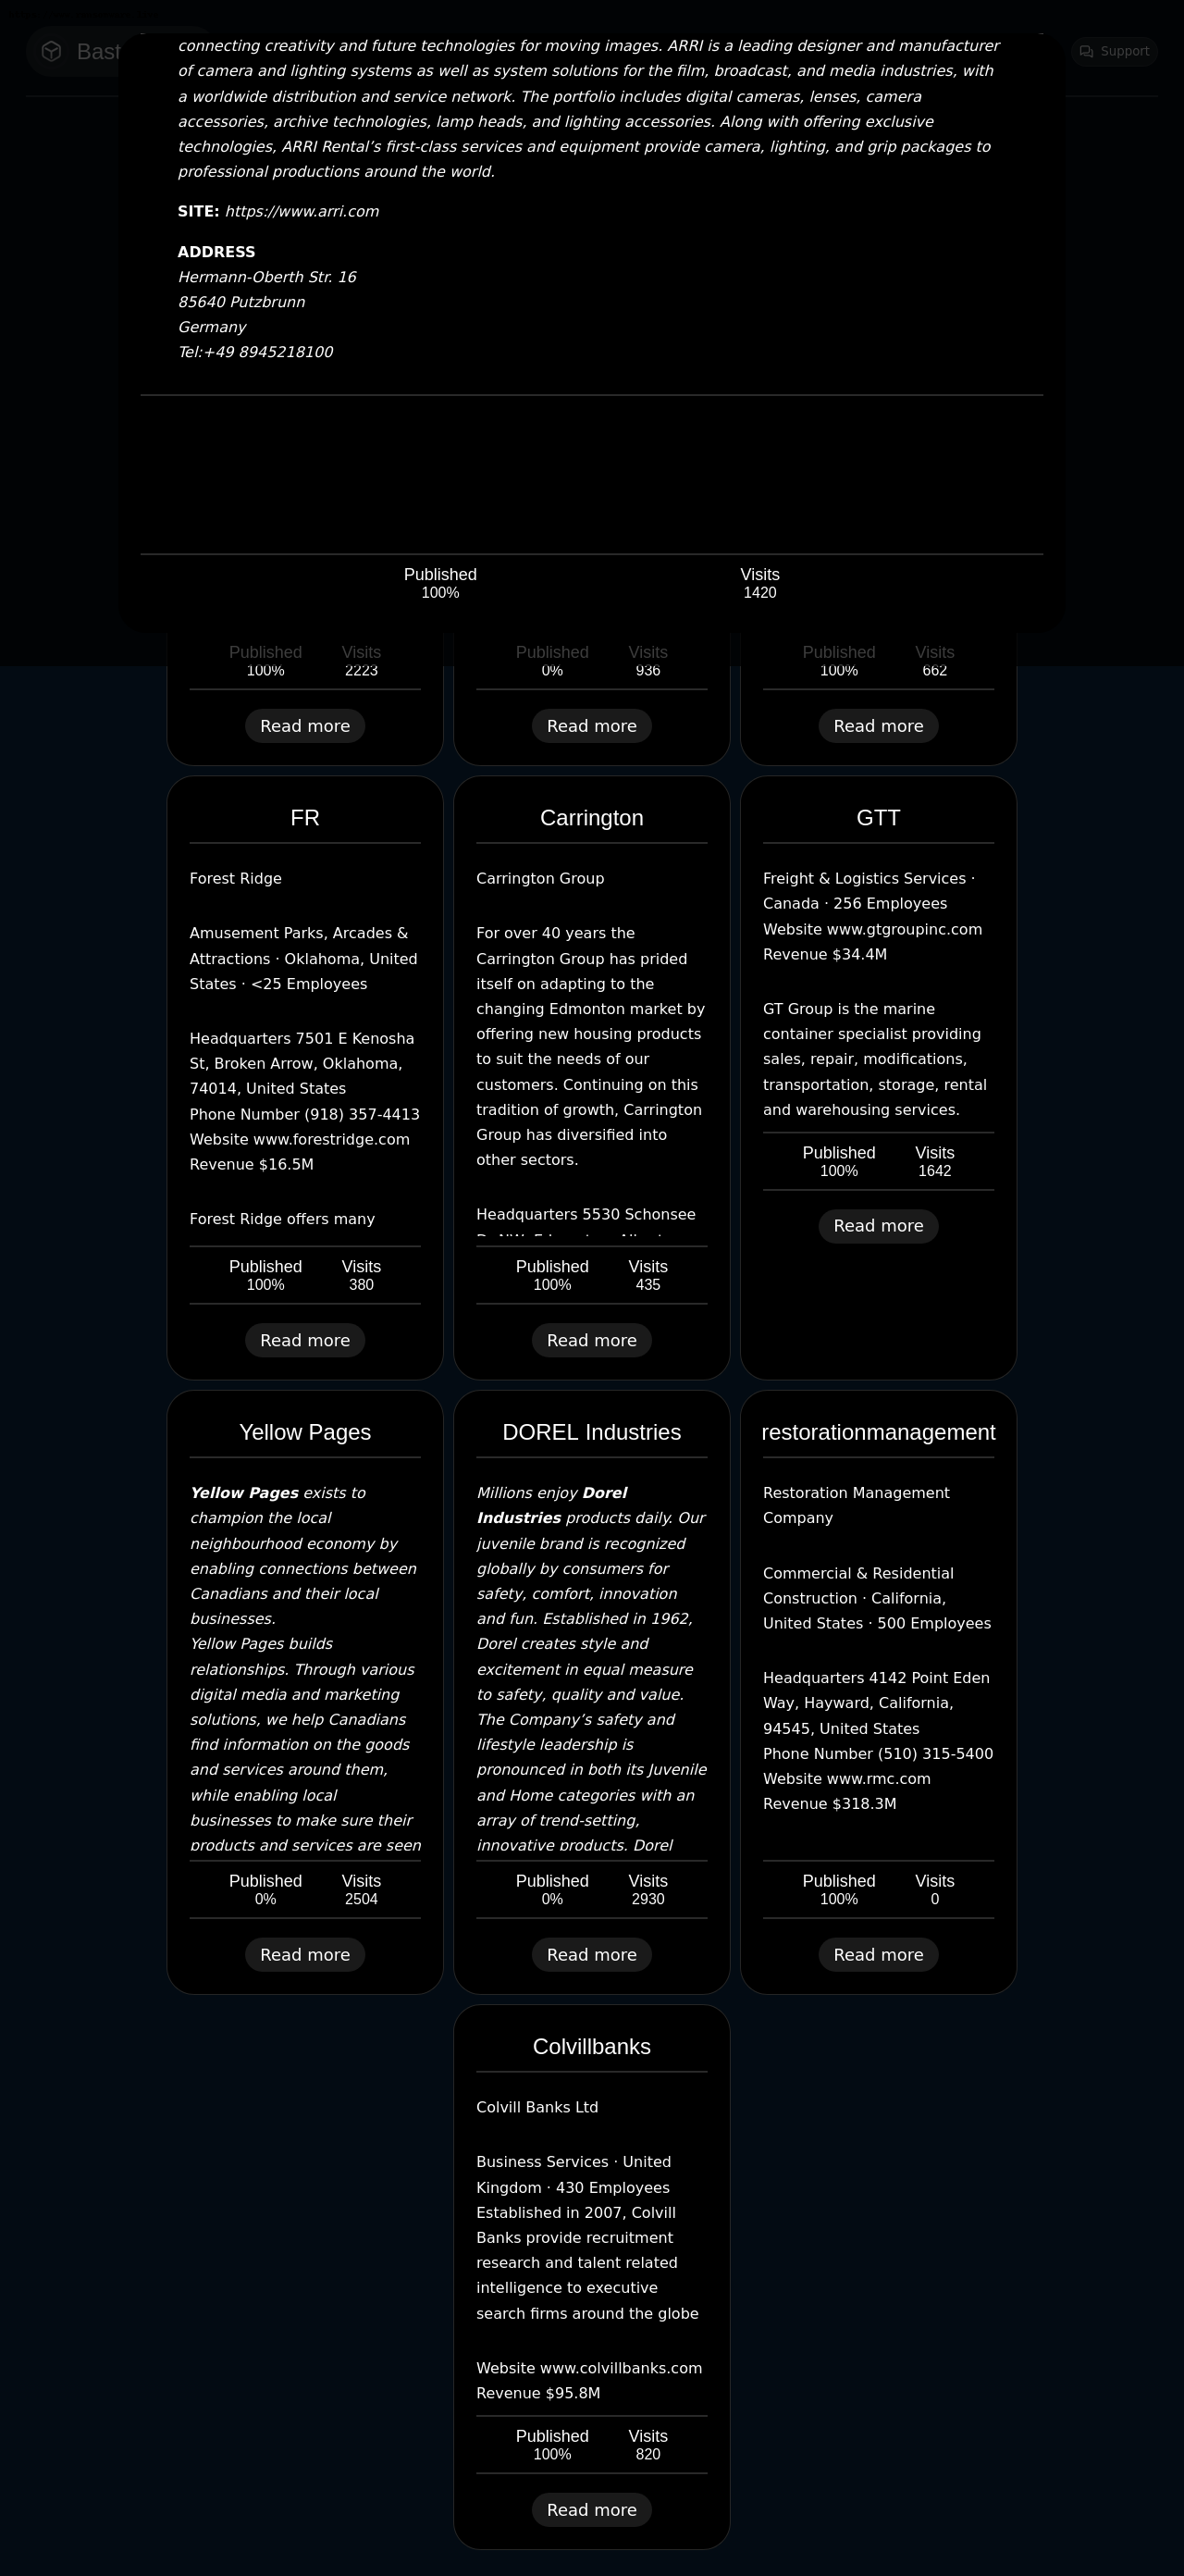 Bast
Support
connecting creativity and future technologies for moving images. ARRI is a leading designer and manufacturer
of camera and lighting systems as well as system solutions for the film, broadcast, and media industries, with
a worldwide distribution and service network. The portfolio includes digital cameras, lenses, camera
accessories, archive technologies, lamp heads, and lighting accessories. Along with offering exclusive
technologies, ARRI Rental’s first-class services and equipment provide camera, lighting, and grip packages to
professional productions around the world.
SITE: https://www.arri.com
ADDRESS
Hermann-Oberth Str. 16
85640 Putzbrunn
Germany
Tel:+49 8945218100
Published Visits
100% 1420
Published Visits
100% 2223
Read more
Published Visits
0% 936
Read more
Published Visits
100% 662
Read more
FR
Forest Ridge
Amusement Parks, Arcades &
Attractions · Oklahoma, United
States · <25 Employees
Headquarters 7501 E Kenosha
St, Broken Arrow, Oklahoma,
74014, United States
Phone Number (918) 357-4413
Website www.forestridge.com
Revenue $16.5M
Forest Ridge offers many
Published Visits
100% 380
Read more
Carrington
Carrington Group
For over 40 years the
Carrington Group has prided
itself on adapting to the
changing Edmonton market by
offering new housing products
to suit the needs of our
customers. Continuing on this
tradition of growth, Carrington
Group has diversified into
other sectors.
Headquarters 5530 Schonsee
Published Visits
100% 435
Read more
GTT
Freight & Logistics Services ·
Canada · 256 Employees
Website www.gtgroupinc.com
Revenue $34.4M
GT Group is the marine
container specialist providing
sales, repair, modifications,
transportation, storage, rental
and warehousing services.
Published Visits
100% 1642
Read more
Yellow Pages
Yellow Pages exists to
champion the local
neighbourhood economy by
enabling connections between
Canadians and their local
businesses.
Yellow Pages builds
relationships. Through various
digital media and marketing
solutions, we help Canadians
find information on the goods
and services around them,
while enabling local
businesses to make sure their
products and services are seen
Published Visits
0% 2504
Read more
DOREL Industries
Millions enjoy Dorel
Industries products daily. Our
juvenile brand is recognized
globally by consumers for
safety, comfort, innovation
and fun. Established in 1962,
Dorel creates style and
excitement in equal measure
to safety, quality and value.
The Company’s safety and
lifestyle leadership is
pronounced in both its Juvenile
and Home categories with an
array of trend-setting,
innovative products. Dorel
Published Visits
0% 2930
Read more
restorationmanagement
Restoration Management
Company
Commercial & Residential
Construction · California,
United States · 500 Employees
Headquarters 4142 Point Eden
Way, Hayward, California,
94545, United States
Phone Number (510) 315-5400
Website www.rmc.com
Revenue $318.3M
Published Visits
100% 0
Read more
Colvillbanks
Colvill Banks Ltd
Business Services · United
Kingdom · 430 Employees
Established in 2007, Colvill
Banks provide recruitment
research and talent related
intelligence to executive
search firms around the globe
Website www.colvillbanks.com
Revenue $95.8M
Published Visits
100% 820
Read more